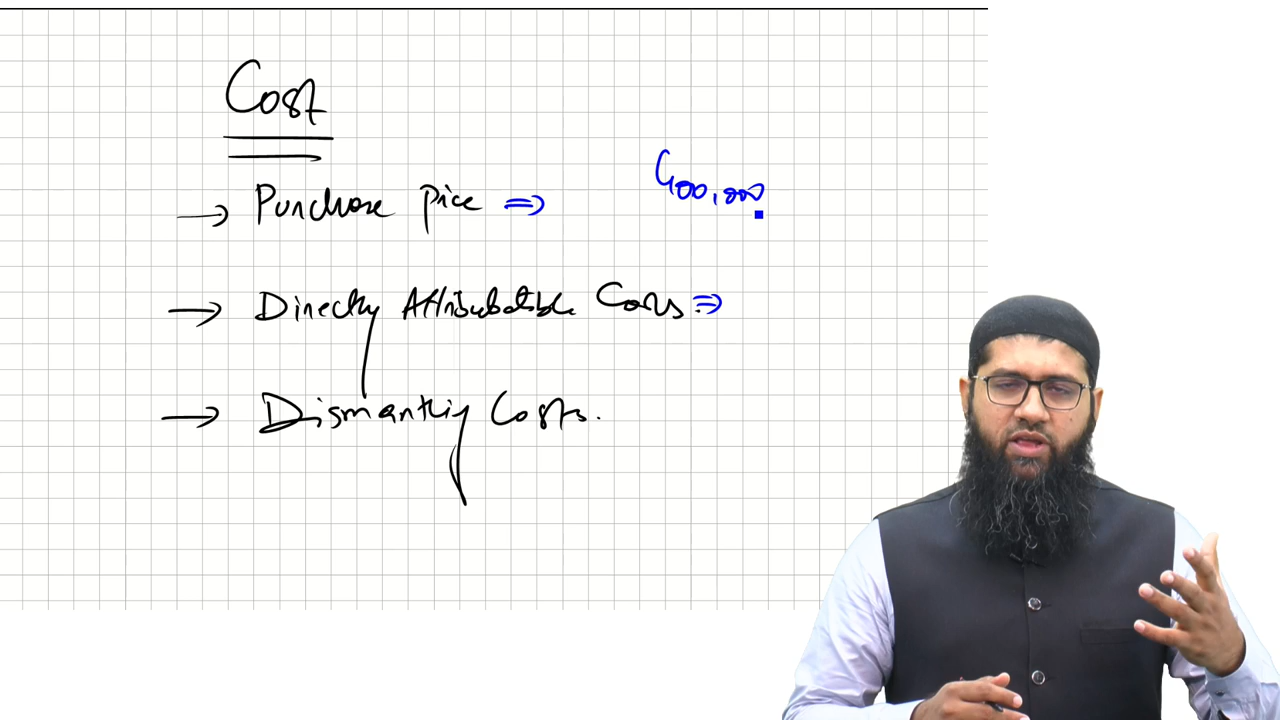 Cost
→ Purchase price ⇒ 400,000
→ Directly Attributable Costs ⇒
→ Dismantling Costs.